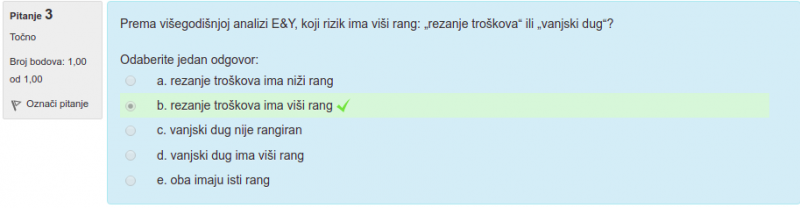 Pitanje 3
Točno
Broj bodova: 1,00
od 1,00
Označi pitanje
Prema višegodišnjoj analizi E&Y, koji rizik ima viši rang: „rezanje troškova“ ili „vanjski dug“?
Odaberite jedan odgovor:
a. rezanje troškova ima niži rang
b. rezanje troškova ima viši rang
c. vanjski dug nije rangiran
d. vanjski dug ima viši rang
e. oba imaju isti rang